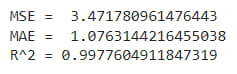 MSE =  3.471780961476443
MAE =  1.0763144216455038
R^2 = 0.9977604911847319